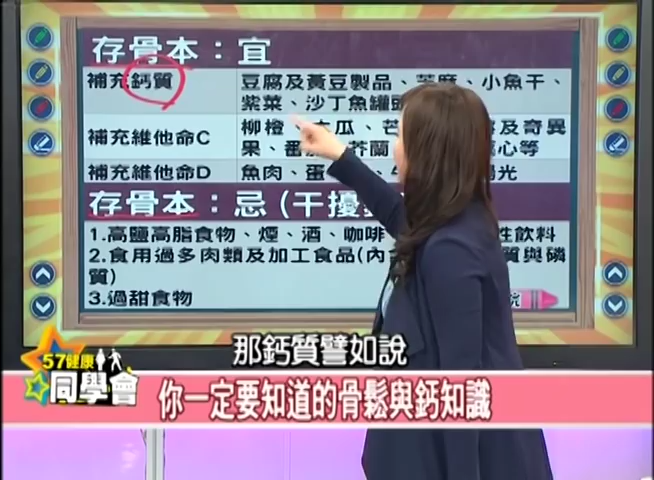 存骨本：宜
補充鈣質 豆腐及黃豆製品、芝麻、小魚干、
紫菜、沙丁魚罐頭
補充維他命C 柳橙、木瓜、芒 及奇異
果、番 芥蘭 心等
補充維他命D 魚肉、蛋 陽光
存骨本：忌(干擾
1.高鹽高脂食物、煙、酒、咖啡 性飲料
2.食用過多肉類及加工食品(內含 質與磷
質)
3.過甜食物
那鈣質譬如說
57健康
同學會
你一定要知道的骨鬆與鈣知識